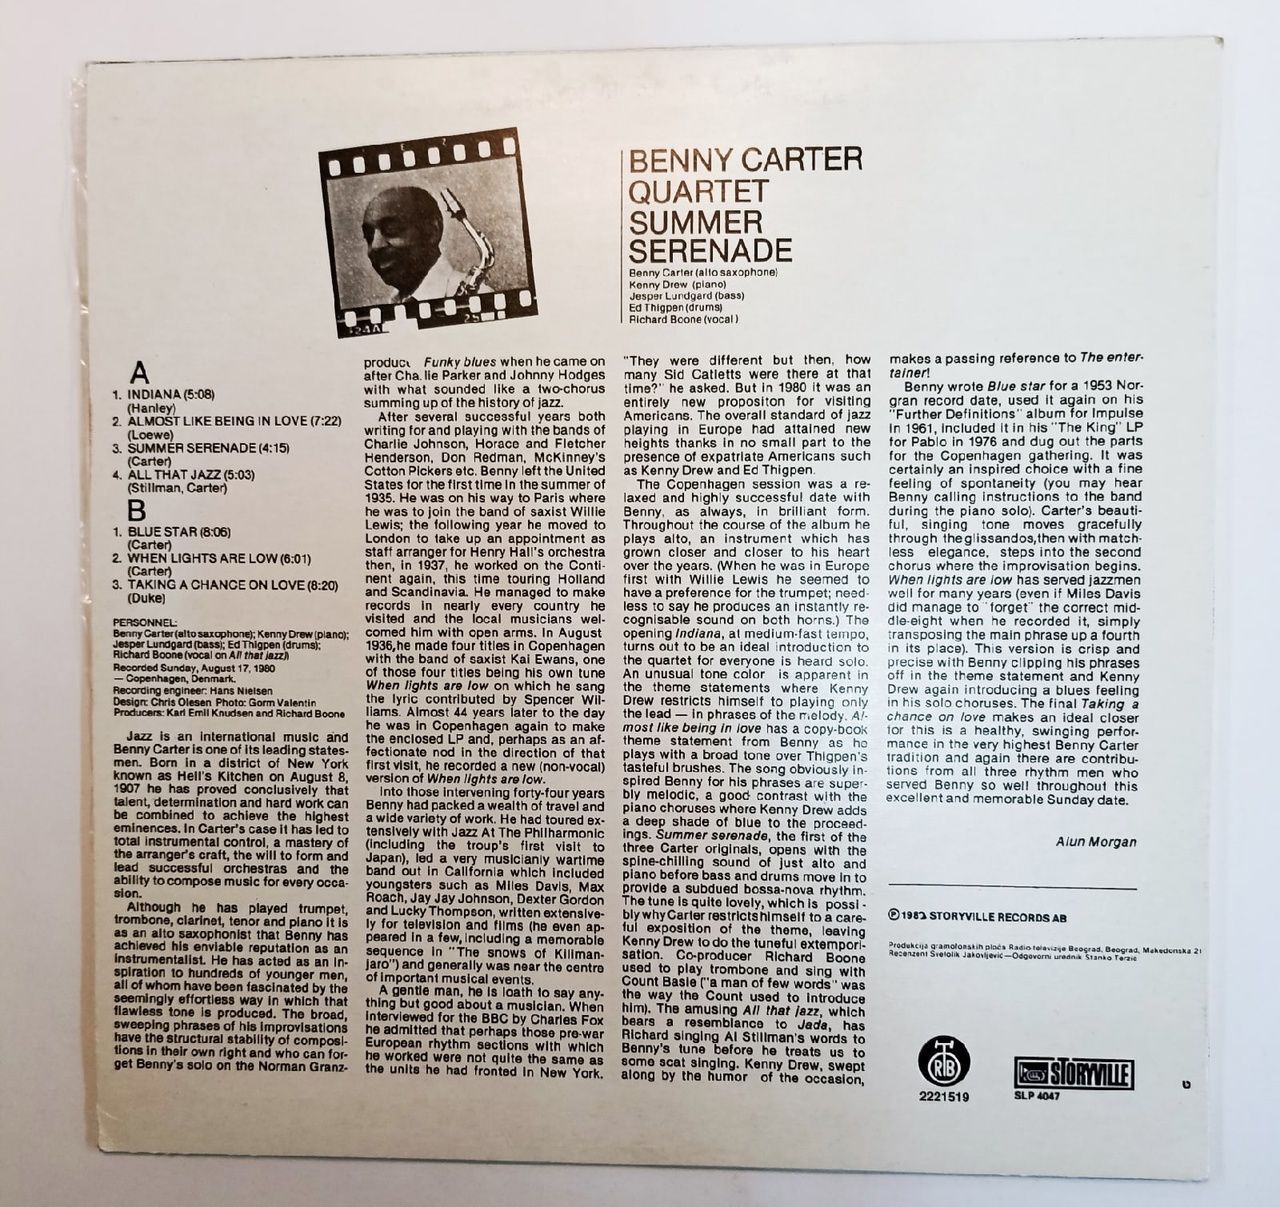 BENNY CARTER
QUARTET
SUMMER
SERENADE
Benny Carter (alto saxophone)
Kenny Drew (piano)
Jesper Lundgard (bass)
Ed Thigpen (drums)
Richard Boone (vocal)
A
1. INDIANA (5:08)
(Hanley)
2. ALMOST LIKE BEING IN LOVE (7:22)
(Loewe)
3. SUMMER SERENADE (4:15)
(Carter)
4. ALL THAT JAZZ (5:03)
(Stillman, Carter)
B
1. BLUE STAR (8:06)
(Carter)
2. WHEN LIGHTS ARE LOW (6:01)
(Carter)
3. TAKING A CHANCE ON LOVE (8:20)
(Duke)
PERSONNEL:
Benny Carter (alto saxophone); Kenny Drew (piano);
Jesper Lundgard (bass); Ed Thigpen (drums);
Richard Boone (vocal on All that jazz)
Recorded Sunday, August 17, 1980
— Copenhagen, Denmark.
Recording engineer: Hans Nielsen
Design: Chris Olesen Photo: Gorm Valentin
Producers: Karl Emil Knudsen and Richard Boone
Jazz is an international music and
Benny Carter is one of its leading states-
men. Born in a district of New York
known as Hell's Kitchen on August 8,
1907 he has proved conclusively that
talent, determination and hard work can
be combined to achieve the highest
eminences. In Carter's case it has led to
total instrumental control, a mastery of
the arranger's craft, the will to form and
lead successful orchestras and the
ability to compose music for every occa-
sion.
Although he has played trumpet,
trombone, clarinet, tenor and piano it is
as an alto saxophonist that Benny has
achieved his enviable reputation as an
instrumentalist. He has acted as an in-
spiration to hundreds of younger men,
all of whom have been fascinated by the
seemingly effortless way in which that
flawless tone is produced. The broad,
sweeping phrases of his improvisations
have the structural stability of composi-
tions in their own right and who can for-
get Benny's solo on the Norman Granz-
product Funky blues when he came on
after Charlie Parker and Johnny Hodges
with what sounded like a two-chorus
summing up of the history of jazz.
After several successful years both
writing for and playing with the bands of
Charlie Johnson, Horace and Fletcher
Henderson, Don Redman, McKinney's
Cotton Pickers etc. Benny left the United
States for the first time in the summer of
1935. He was on his way to Paris where
he was to join the band of saxist Willie
Lewis; the following year he moved to
London to take up an appointment as
staff arranger for Henry Hall's orchestra
then, in 1937, he worked on the Conti-
nent again, this time touring Holland
and Scandinavia. He managed to make
records in nearly every country he
visited and the local musicians wel-
comed him with open arms. In August
1936,he made four titles in Copenhagen
with the band of saxist Kai Ewans, one
of those four titles being his own tune
When lights are low on which he sang
the lyric contributed by Spencer Wil-
liams. Almost 44 years later to the day
he was in Copenhagen again to make
the enclosed LP and, perhaps as an af-
fectionate nod in the direction of that
first visit, he recorded a new (non-vocal)
version of When lights are low.
Into those intervening forty-four years
Benny had packed a wealth of travel and
a wide variety of work. He had toured ex-
tensively with Jazz At The Philharmonic
(including the troup's first visit to
Japan), led a very musicianly wartime
band out in California which included
youngsters such as Miles Davis, Max
Roach, Jay Jay Johnson, Dexter Gordon
and Lucky Thompson, written extensive-
ly for television and films (he even ap-
peared in a few, including a memorable
sequence in "The snows of Kiliman-
jaro") and generally was near the centre
of important musical events.
A gentle man, he is loath to say any-
thing but good about a musician. When
interviewed for the BBC by Charles Fox
he admitted that perhaps those pre-war
European rhythm sections with which
he worked were not quite the same as
the units he had fronted in New York.
"They were different but then, how
many Sid Catletts were there at that
time?" he asked. But in 1980 it was an
entirely new propositon for visiting
Americans. The overall standard of jazz
playing in Europe had attained new
heights thanks in no small part to the
presence of expatriate Americans such
as Kenny Drew and Ed Thigpen.
The Copenhagen session was a re-
laxed and highly successful date with
Benny, as always, in brilliant form.
Throughout the course of the album he
plays alto, an instrument which has
grown closer and closer to his heart
over the years. (When he was in Europe
first with Willie Lewis he seemed to
have a preference for the trumpet; need-
less to say he produces an instantly re-
cognisable sound on both horns.) The
opening Indiana, at medium-fast tempo,
turns out to be an ideal introduction to
the quartet for everyone is heard solo.
An unusual tone color is apparent in
the theme statements where Kenny
Drew restricts himself to playing only
the lead — in phrases of the melody. Al-
most like being in love has a copy-book
theme statement from Benny as he
plays with a broad tone over Thigpen's
tasteful brushes. The song obviously in-
spired Benny for his phrases are super-
bly melodic, a good contrast with the
piano choruses where Kenny Drew adds
a deep shade of blue to the proceed-
ings. Summer serenade, the first of the
three Carter originals, opens with the
spine-chilling sound of just alto and
piano before bass and drums move in to
provide a subdued bossa-nova rhythm.
The tune is quite lovely, which is possi-
bly why Carter restricts himself to a care-
ful exposition of the theme, leaving
Kenny Drew to do the tuneful extempori-
sation. Co-producer Richard Boone
used to play trombone and sing with
Count Basie ("a man of few words" was
the way the Count used to introduce
him). The amusing All that jazz, which
bears a resemblance to Jada, has
Richard singing Al Stillman's words to
Benny's tune before he treats us to
some scat singing. Kenny Drew, swept
along by the humor of the occasion,
makes a passing reference to The enter-
tainer!
Benny wrote Blue star for a 1953 Nor-
gran record date, used it again on his
"Further Definitions" album for Impulse
in 1961, included it in his "The King" LP
for Pablo in 1976 and dug out the parts
for the Copenhagen gathering. It was
certainly an inspired choice with a fine
feeling of spontaneity (you may hear
Benny calling instructions to the band
during the piano solo). Carter's beauti-
ful, singing tone moves gracefully
through the glissandos,then with match-
less elegance, steps into the second
chorus where the improvisation begins.
When lights are low has served jazzmen
well for many years (even if Miles Davis
did manage to "forget" the correct mid-
dle-eight when he recorded it, simply
transposing the main phrase up a fourth
in its place). This version is crisp and
precise with Benny clipping his phrases
off in the theme statement and Kenny
Drew again introducing a blues feeling
in his solo choruses. The final Taking a
chance on love makes an ideal closer
for this is a healthy, swinging perfor-
mance in the very highest Benny Carter
tradition and again there are contribu-
tions from all three rhythm men who
served Benny so well throughout this
excellent and memorable Sunday date.
Alun Morgan
Ⓟ 1982 STORYVILLE RECORDS AB
Produkcija gramofonskih ploča Radio-televizije Beograd, Beograd, Makedonska 21
Recenzent Svetolik Jakovljević—Odgovorni urednik Stanko Terzić
RTB
2221519
STORYVILLE
SLP 4047